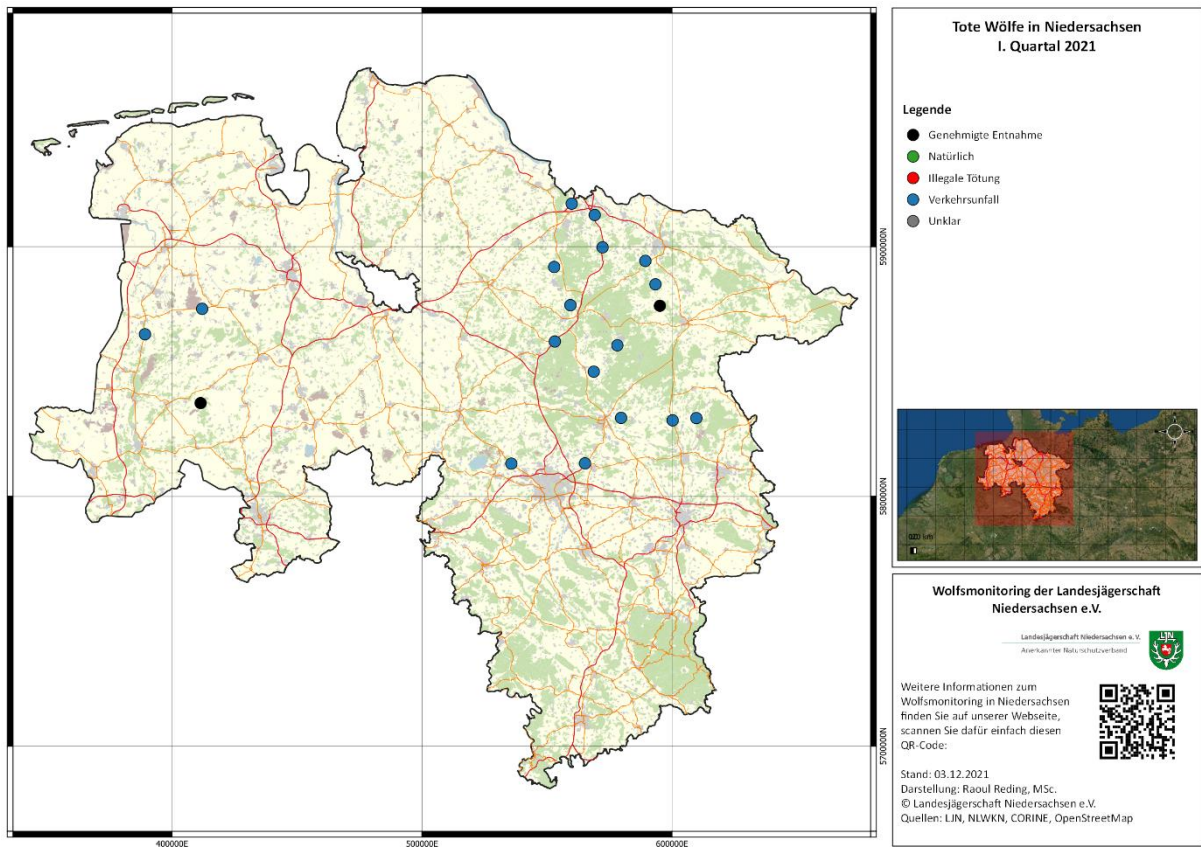 Tote Wölfe in Niedersachsen
I. Quartal 2021
Legende
Genehmigte Entnahme
Natürlich
Illegale Tötung
Verkehrsunfall
Unklar
5900000N
5800000N
5700000N
400000E
500000E
600000E
Wolfsmonitoring der Landesjägerschaft
Niedersachsen e.V.
Landesjägerschaft Niedersachsen e. V.
Anerkannter Naturschutzverband
LJN
Weitere Informationen zum
Wolfsmonitoring in Niedersachsen
finden Sie auf unserer Webseite,
scannen Sie dafür einfach diesen
QR-Code:
Stand: 03.12.2021
Darstellung: Raoul Reding, MSc.
© Landesjägerschaft Niedersachsen e.V.
Quellen: LJN, NLWKN, CORINE, OpenStreetMap